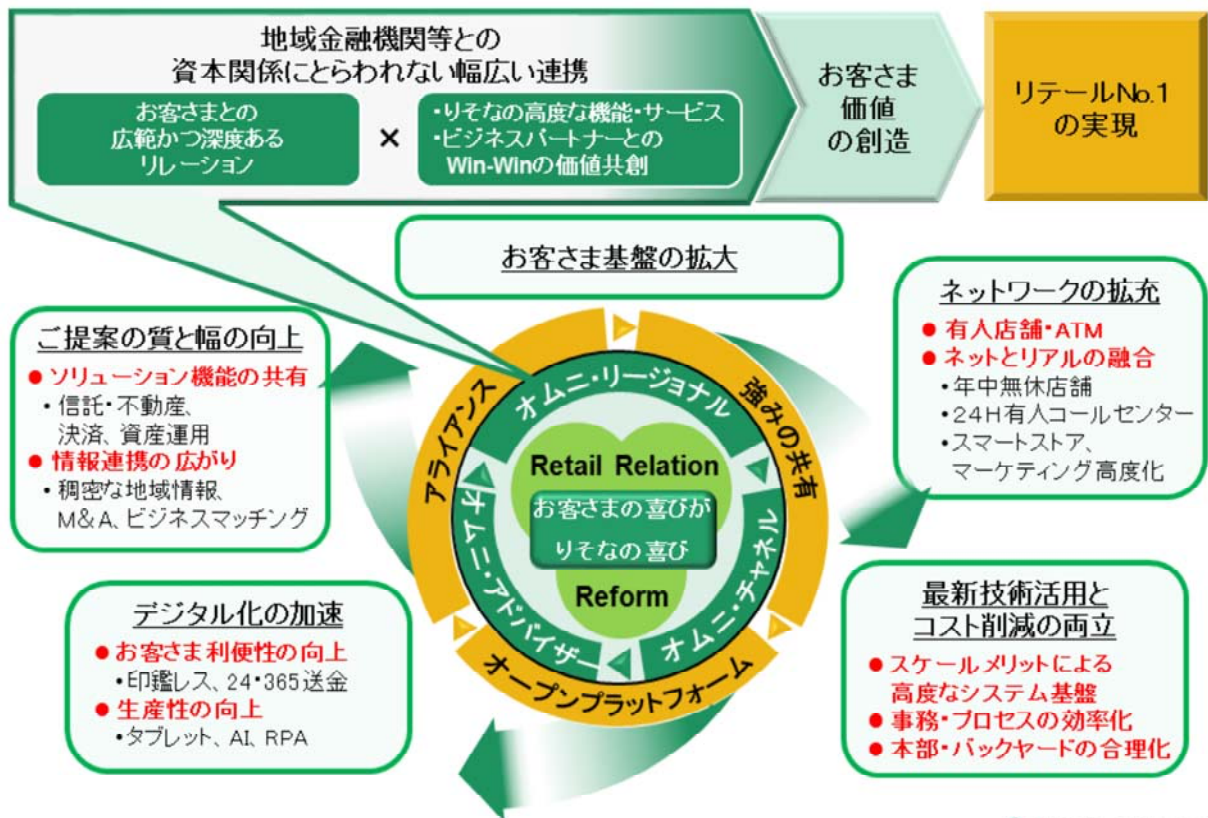 地域金融機関等との
資本関係にとらわれない幅広い連携
お客さまとの
広範かつ深度ある
リレーション
×
・りそなの高度な機能・サービス
・ビジネスパートナーとの
Win-Winの価値共創
お客さま
価値
の創造
リテールNo.1
の実現
お客さま基盤の拡大
ご提案の質と幅の向上
● ソリューション機能の共有
・信託・不動産、
決済、資産運用
● 情報連携の広がり
・稠密な地域情報、
M&A、ビジネスマッチング
ネットワークの拡充
● 有人店舗・ATM
● ネットとリアルの融合
・年中無休店舗
・24H有人コールセンター
・スマートストア、
マーケティング高度化
アライアンス
強みの共有
オープンプラットフォーム
オムニ・リージョナル
オムニ・チャネル
オムニ・アドバイザー
Retail Relation
お客さまの喜びが
りそなの喜び
Reform
デジタル化の加速
● お客さま利便性の向上
・印鑑レス、24・365送金
● 生産性の向上
・タブレット、AI、RPA
最新技術活用と
コスト削減の両立
● スケールメリットによる
高度なシステム基盤
● 事務・プロセスの効率化
● 本部・バックヤードの合理化